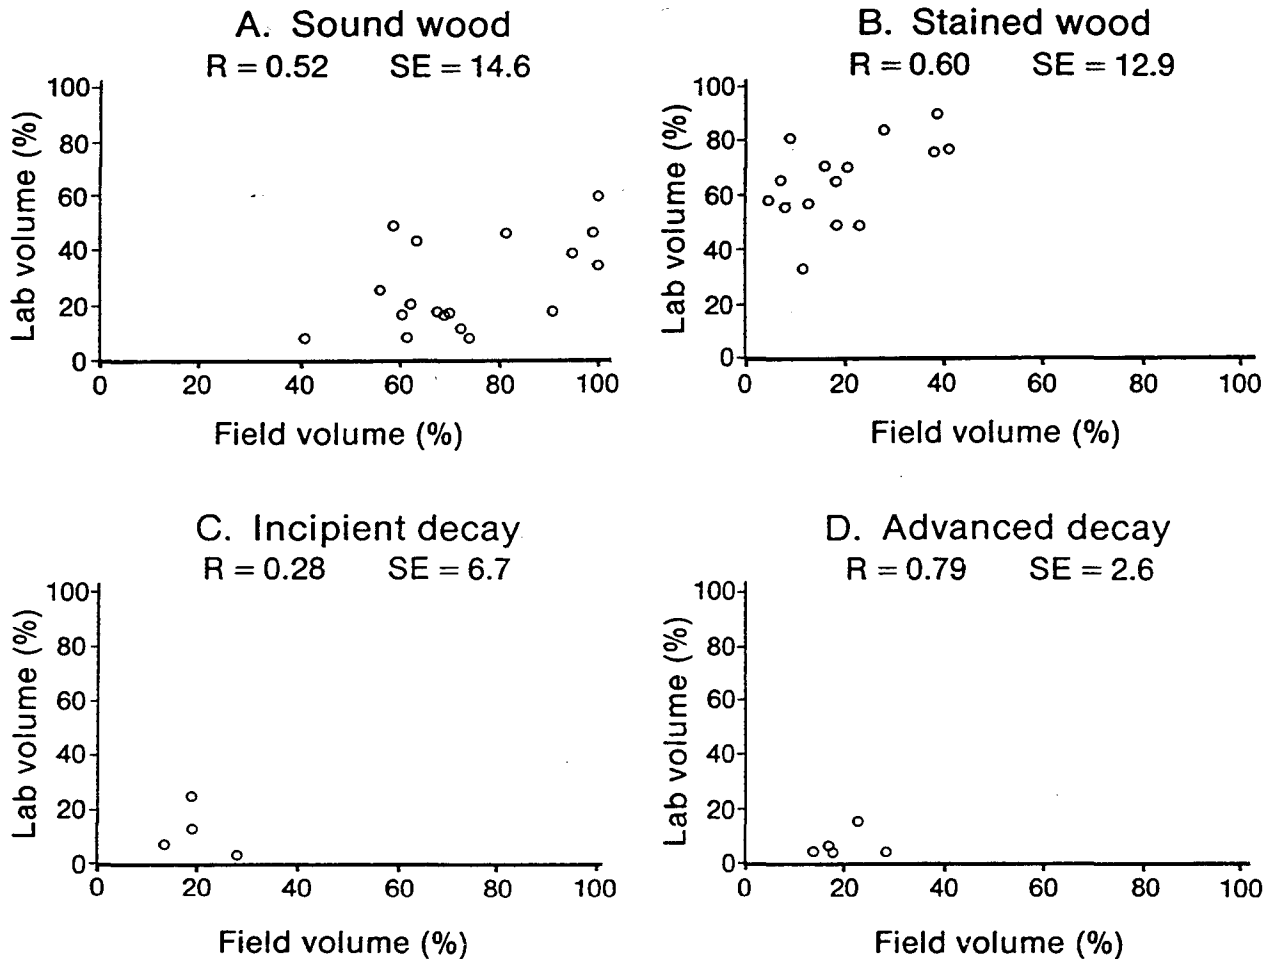 A. Sound wood
R = 0.52 SE = 14.6
100
80
60
40
20
0
Lab volume (%)
0 20 40 60 80 100
Field volume (%)
B. Stained wood
R = 0.60 SE = 12.9
100
80
60
40
20
0
Lab volume (%)
0 20 40 60 80 100
Field volume (%)
C. Incipient decay
R = 0.28 SE = 6.7
100
80
60
40
20
0
Lab volume (%)
0 20 40 60 80 100
Field volume (%)
D. Advanced decay
R = 0.79 SE = 2.6
100
80
60
40
20
0
Lab volume (%)
0 20 40 60 80 100
Field volume (%)